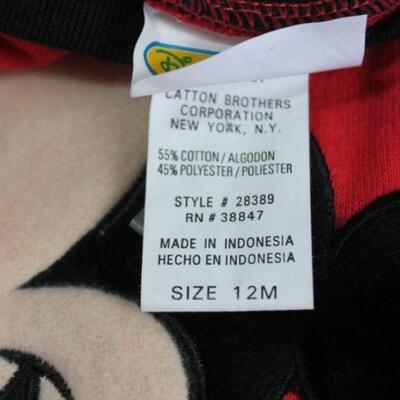 CATTON BROTHERS
CORPORATION
NEW YORK, N.Y.
55% COTTON/ALGODON
45% POLYESTER/POLIESTER
STYLE # 28389
RN # 38847
MADE IN INDONESIA
HECHO EN INDONESIA
SIZE 12M